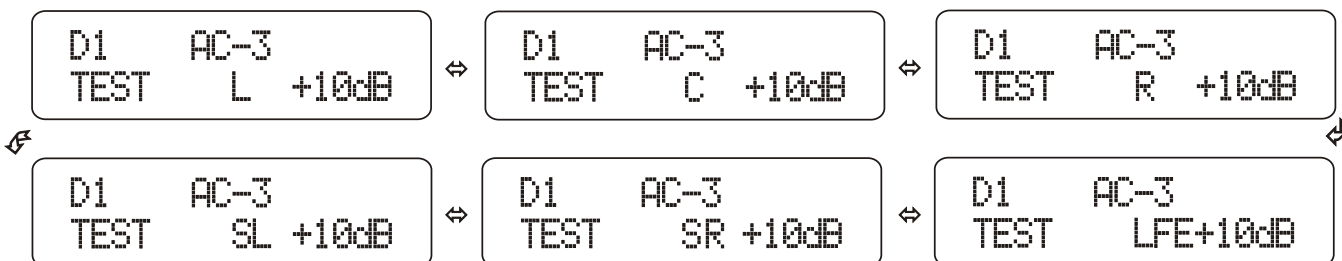 D1 AC-3
TEST L +10dB
D1 AC-3
TEST C +10dB
D1 AC-3
TEST R +10dB
D1 AC-3
TEST SL +10dB
D1 AC-3
TEST SR +10dB
D1 AC-3
TEST LFE+10dB